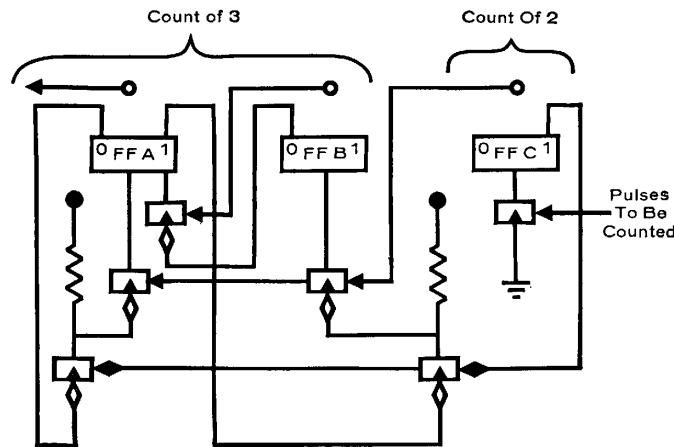 Count of 3
Count Of 2
0 FF A 1
0 FF B 1
0 FF C 1
Pulses
To Be
Counted